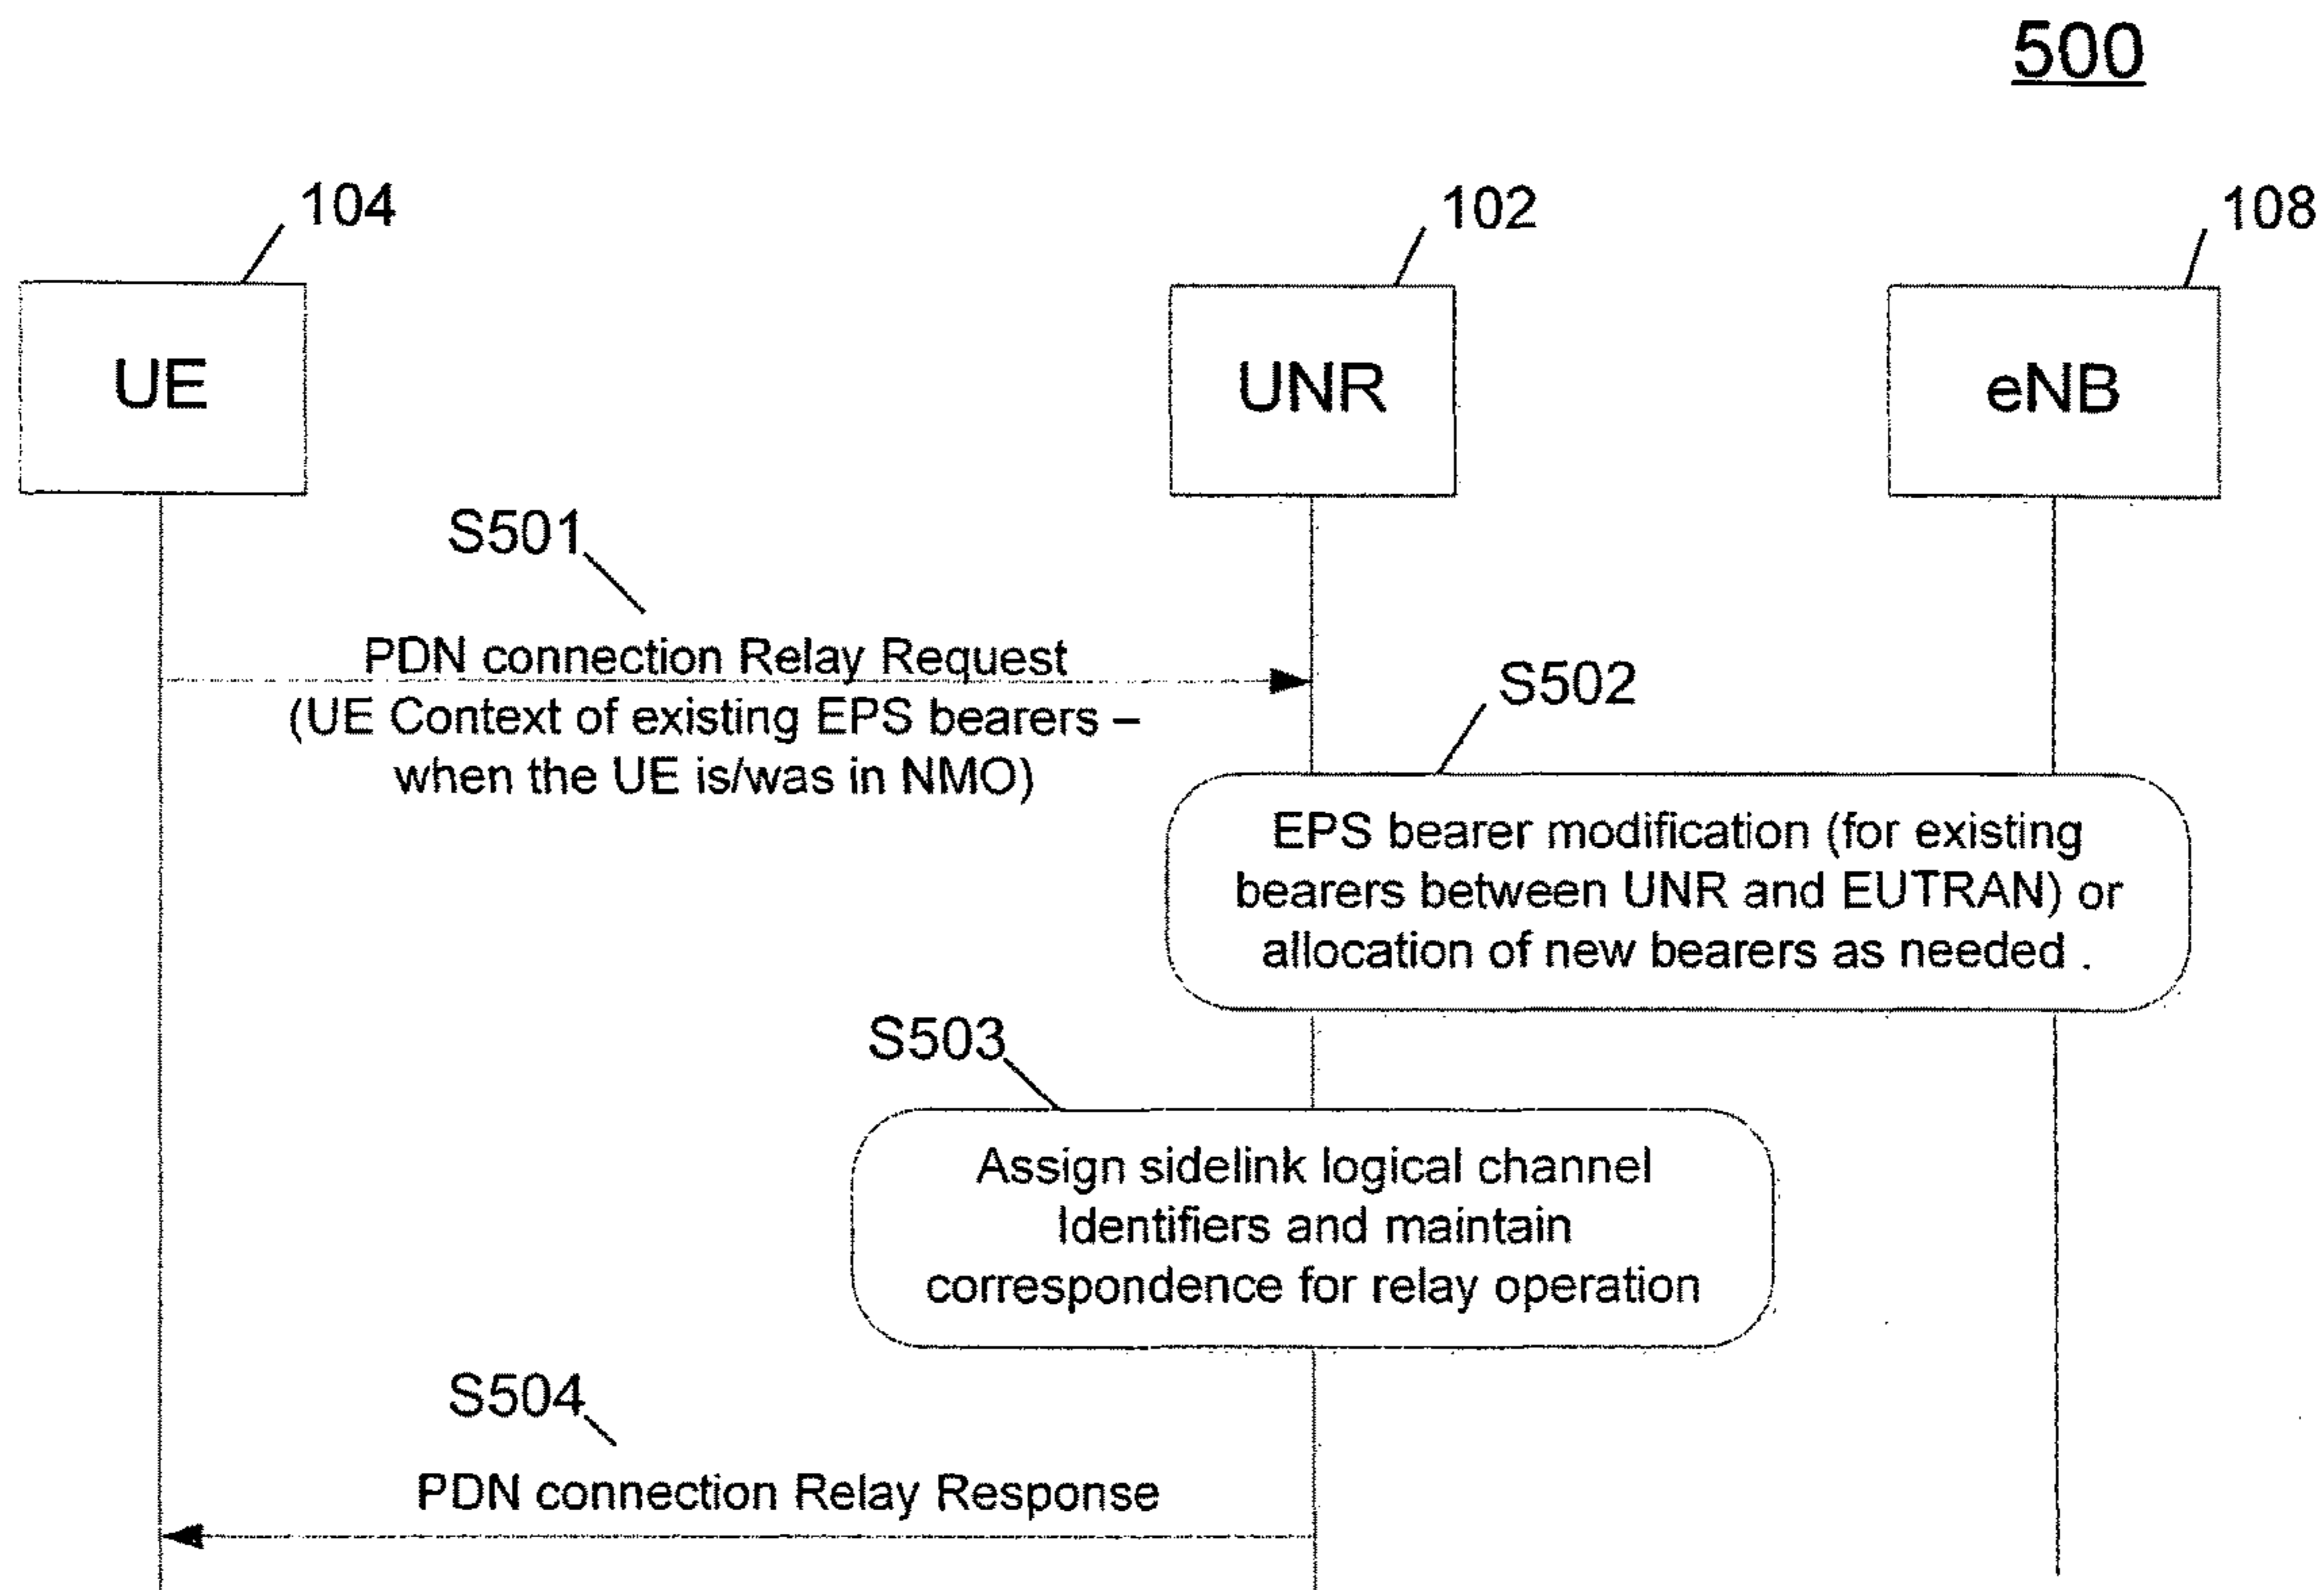 500
104
102
108
UE
UNR
eNB
S501
PDN connection Relay Request
(UE Context of existing EPS bearers –
when the UE is/was in NMO)
S502
EPS bearer modification (for existing
bearers between UNR and EUTRAN) or
allocation of new bearers as needed .
S503
Assign sidelink logical channel
Identifiers and maintain
correspondence for relay operation
S504
PDN connection Relay Response